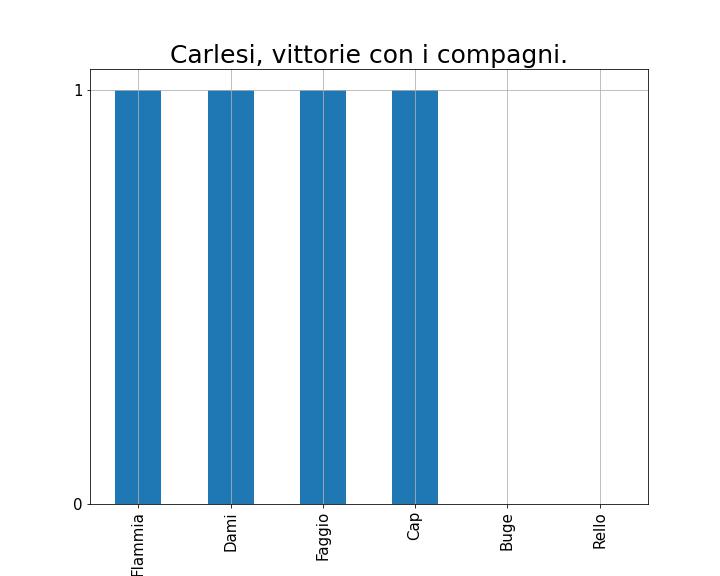 Carlesi, vittorie con i compagni.
1
0
Flammia
Dami
Faggio
Cap
Buge
Rello